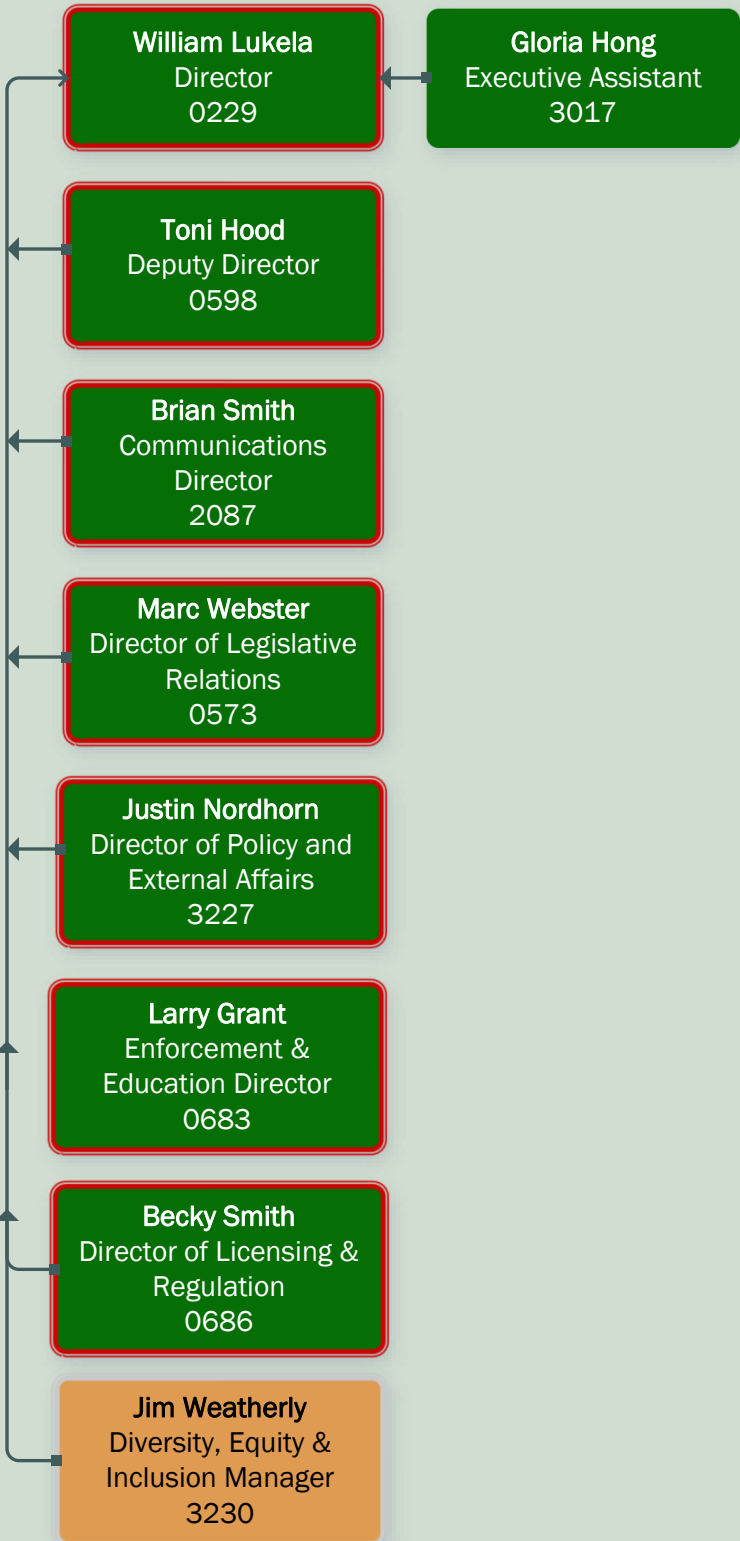 William Lukela
Director
0229
Gloria Hong
Executive Assistant
3017
Toni Hood
Deputy Director
0598
Brian Smith
Communications
Director
2087
Marc Webster
Director of Legislative
Relations
0573
Justin Nordhorn
Director of Policy and
External Affairs
3227
Larry Grant
Enforcement &
Education Director
0683
Becky Smith
Director of Licensing &
Regulation
0686
Jim Weatherly
Diversity, Equity &
Inclusion Manager
3230